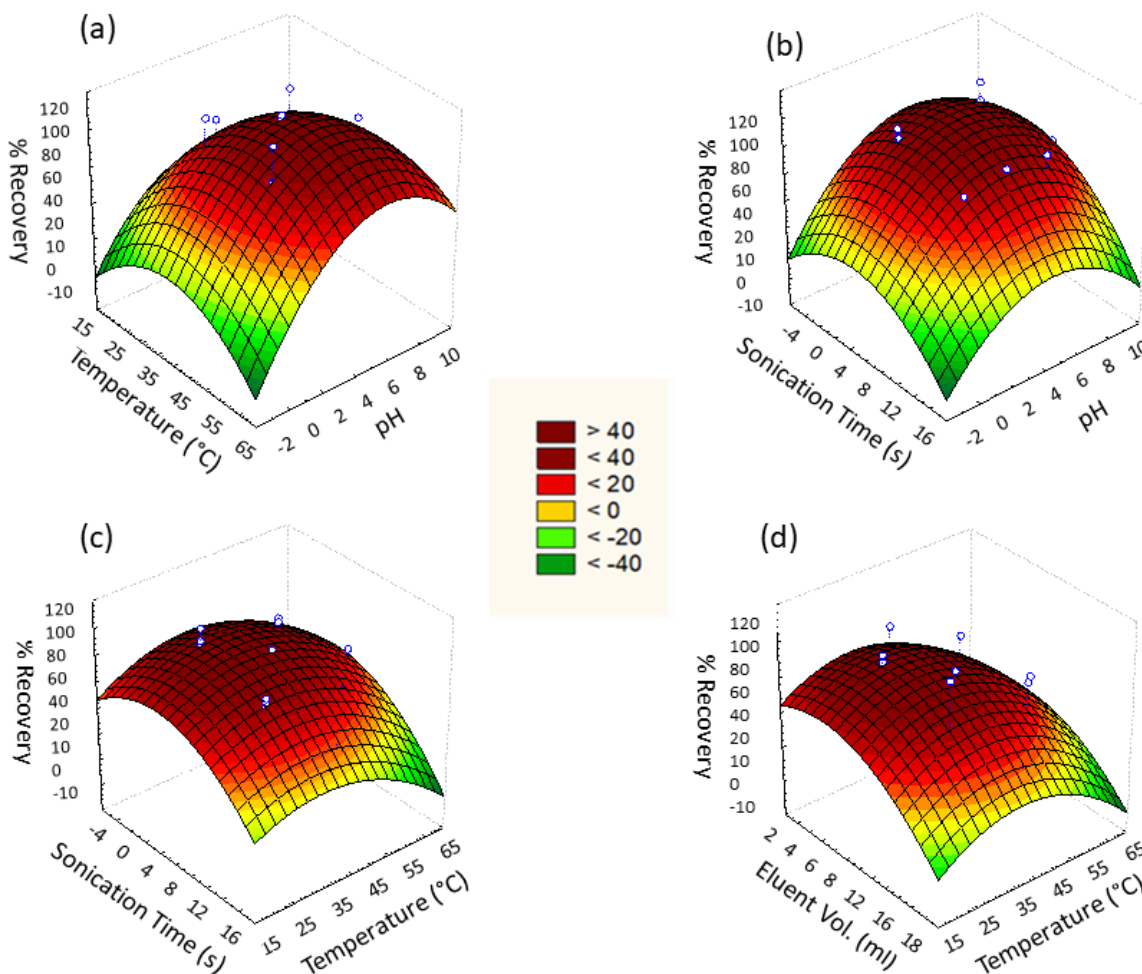 (a)
% Recovery
120
100
80
60
40
20
10
0
-10
15 25 35 45 55 65
Temperature (°C)
-2 0 2 4 6 8 10
pH
(b)
% Recovery
120
100
80
60
40
20
10
0
-10
-4 0 4 8 12 16
Sonication Time (s)
-2 0 2 4 6 8 10
pH
> 40
< 40
< 20
< 0
< -20
< -40
(c)
% Recovery
120
100
80
60
40
20
10
0
-10
-4 0 4 8 12 16
Sonication Time (s)
15 25 35 45 55 65
Temperature (°C)
(d)
% Recovery
120
100
80
60
40
20
10
0
-10
2 4 6 8 10 12 14 16 18
Eluent Vol. (ml)
15 25 35 45 55 65
Temperature (°C)